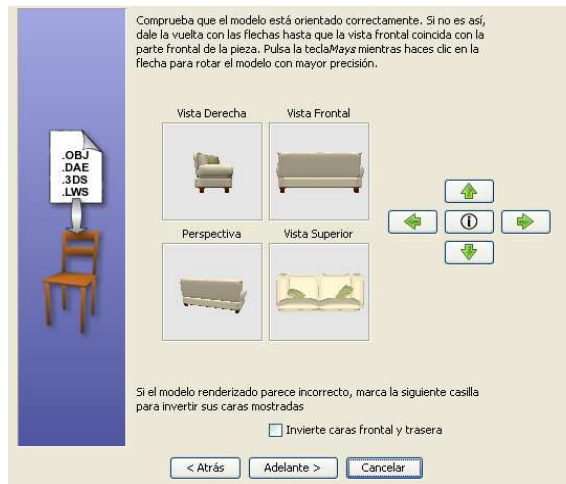 Comprueba que el modelo está orientado correctamente. Si no es así,
dale la vuelta con las flechas hasta que la vista frontal coincida con la
parte frontal de la pieza. Pulsa la teclaMays mientras haces clic en la
flecha para rotar el modelo con mayor precisión.
Vista Derecha
Vista Frontal
.OBJ
.DAE
.3DS
.LWS
Perspectiva
Vista Superior
Si el modelo renderizado parece incorrecto, marca la siguiente casilla
para invertir sus caras mostradas
Invierte caras frontal y trasera
< Atrás
Adelante >
Cancelar